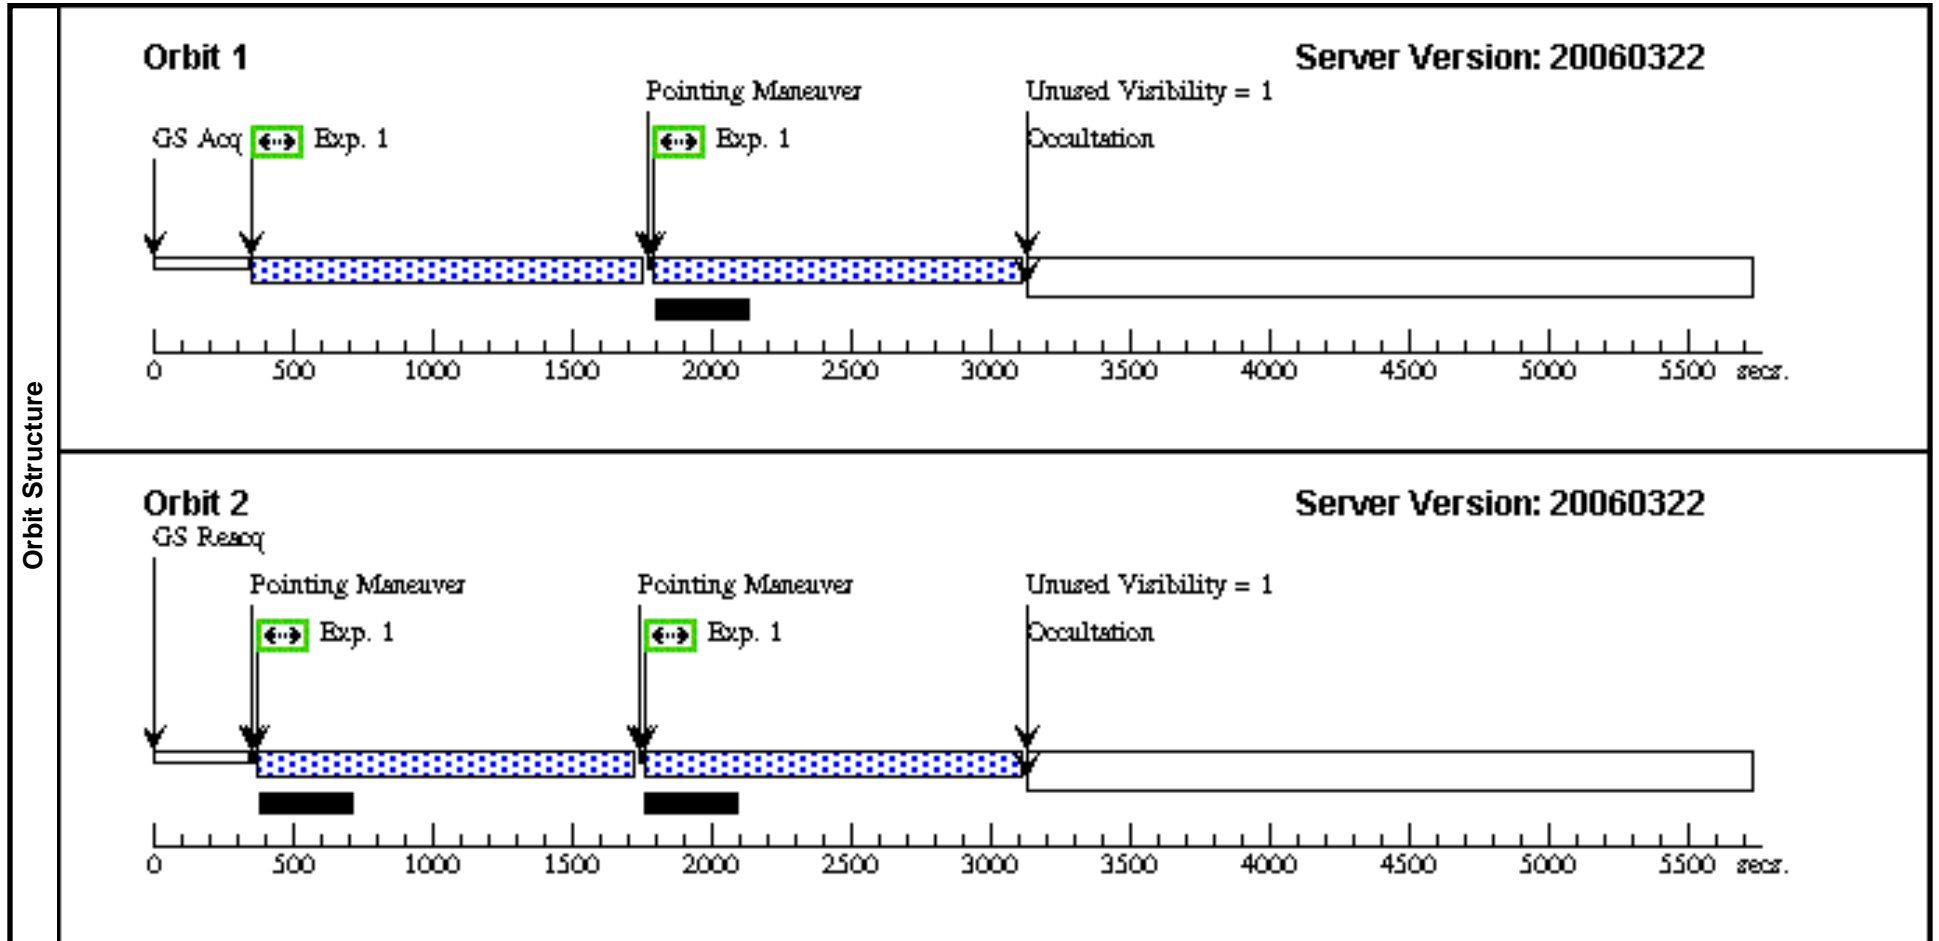 Orbit Structure
Orbit 1 Server Version: 20060322
Pointing Maneuver Unused Visibility = 1
GS Acq Exp. 1 Exp. 1 Occultation
0 500 1000 1500 2000 2500 3000 3500 4000 4500 5000 5500 secs.
Orbit 2 Server Version: 20060322
GS Reacq
Pointing Maneuver Pointing Maneuver Unused Visibility = 1
Exp. 1 Exp. 1 Occultation
0 500 1000 1500 2000 2500 3000 3500 4000 4500 5000 5500 secs.